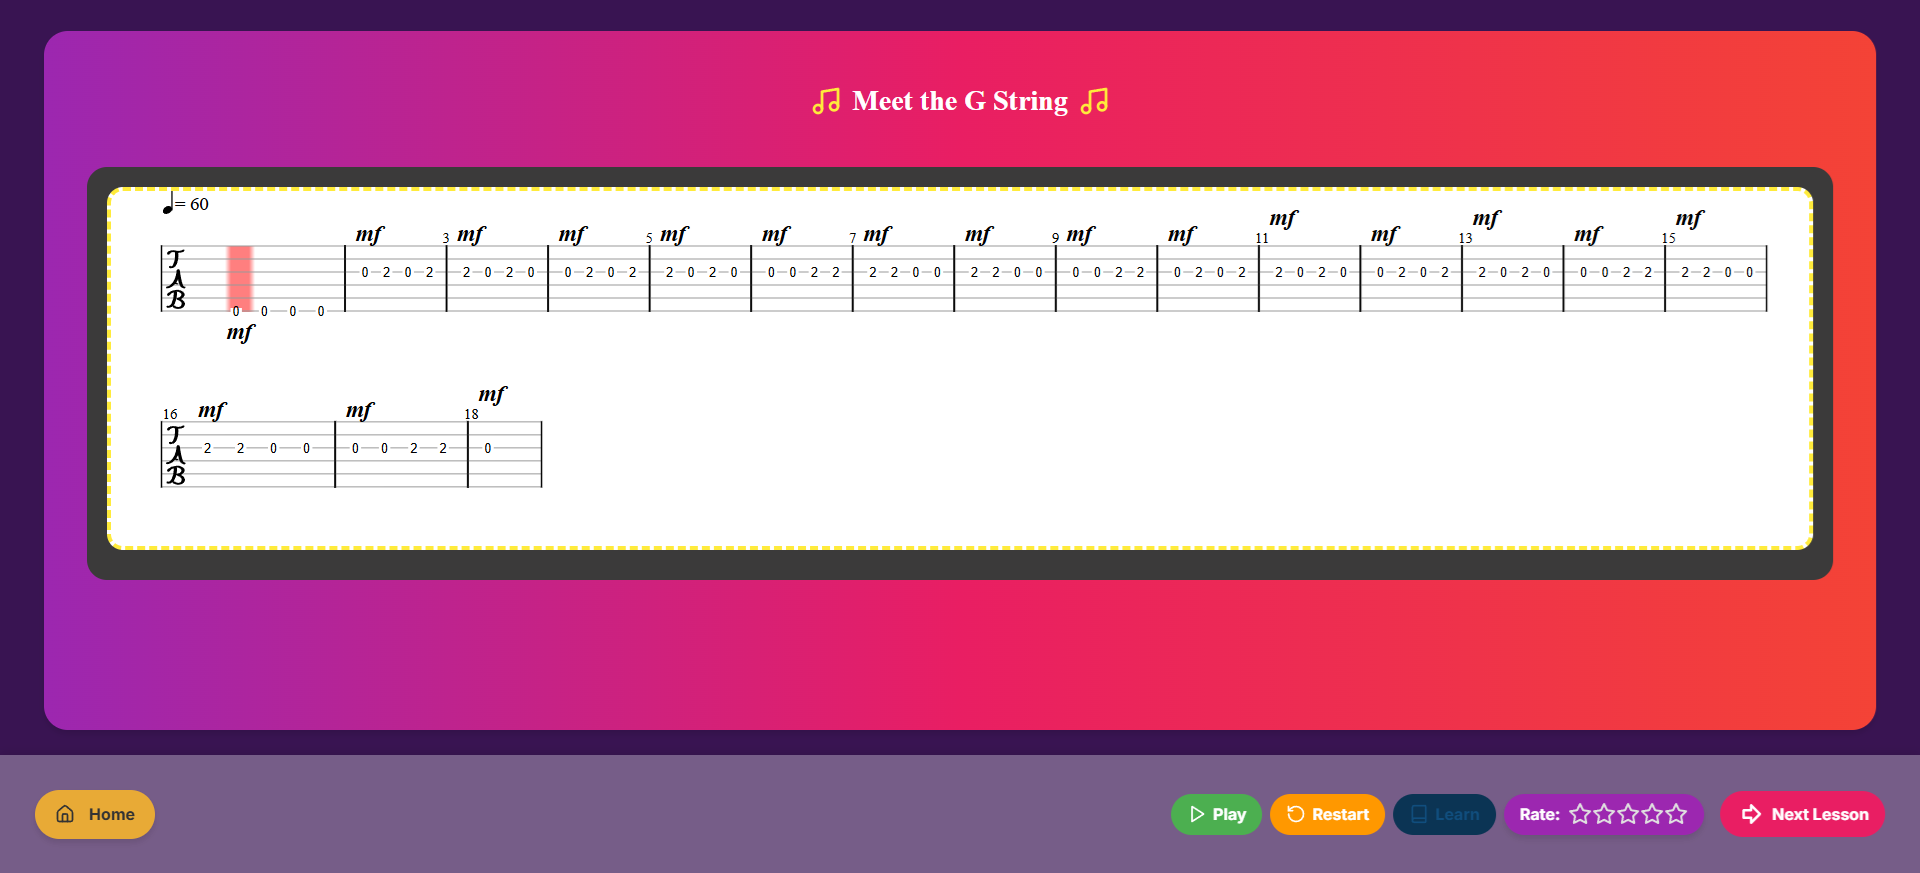 Meet the G String
= 60
mf 3 mf mf 5 mf mf 7 mf mf 9 mf mf 11 mf mf 13 mf mf 15 mf
TAB 0 0 0 0 0 2 0 2 2 0 2 0 0 2 0 2 2 0 2 0 0 0 2 2 2 2 0 0 2 2 0 0 0 0 2 2 0 2 0 2 2 0 2 0 0 2 0 2 2 0 2 0 0 0 2 2 2 2 0 0
mf
16 mf mf 18 mf
TAB 2 2 0 0 0 0 2 2 0
Home Play Restart Learn Rate: Next Lesson